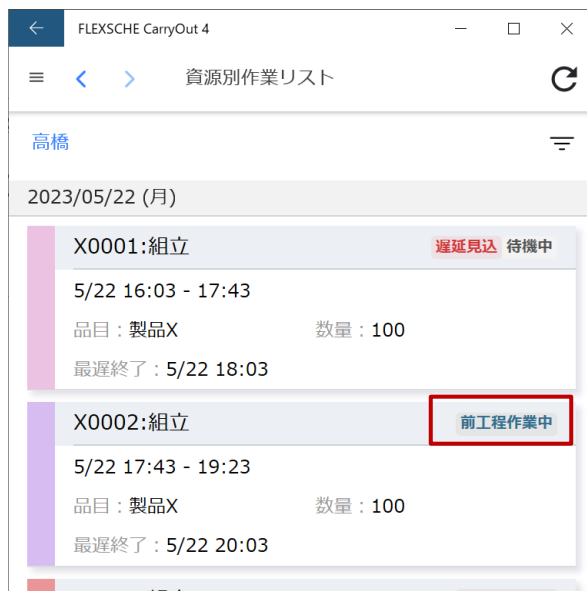 FLEXSCHE CarryOut 4
資源別作業リスト
高橋
2023/05/22 (月)
X0001:組立 遅延見込 待機中
5/22 16:03 - 17:43
品目：製品X 数量：100
最遅終了：5/22 18:03
X0002:組立 前工程作業中
5/22 17:43 - 19:23
品目：製品X 数量：100
最遅終了：5/22 20:03